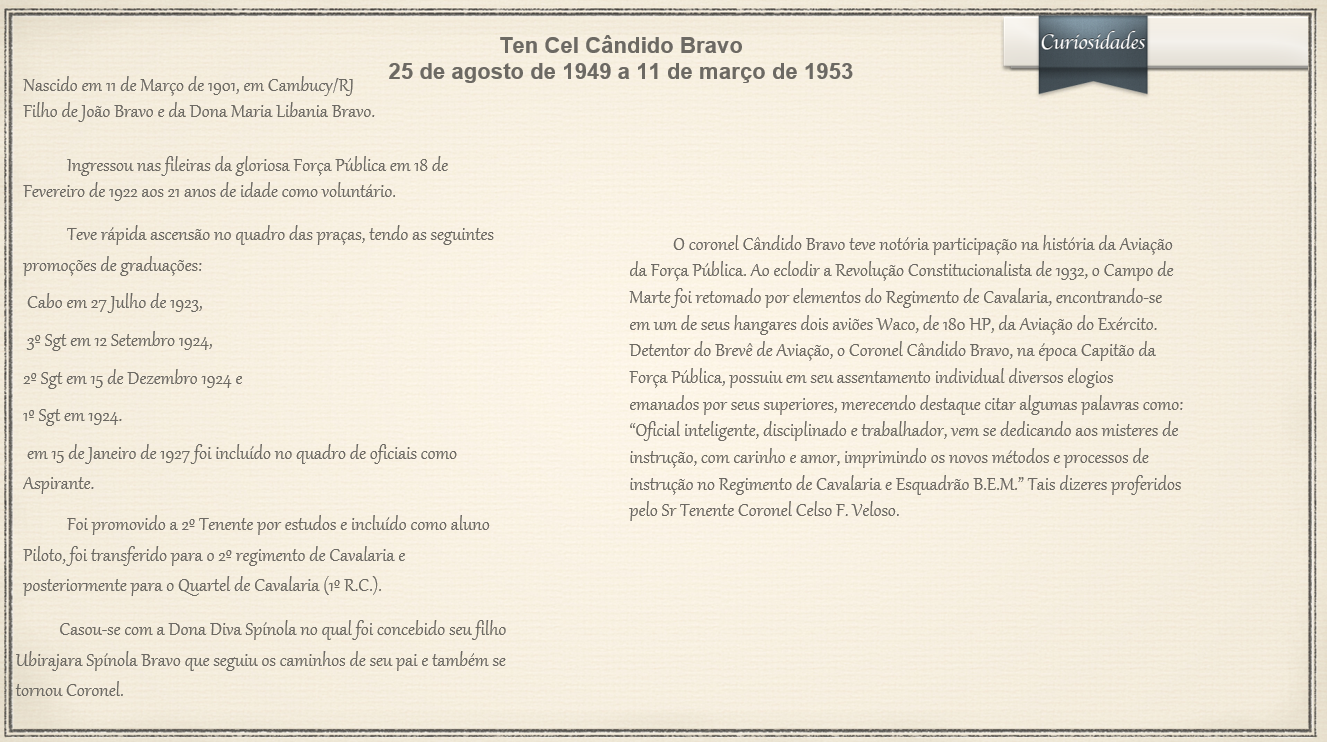 Ten Cel Cândido Bravo
25 de agosto de 1949 a 11 de março de 1953
Curiosidades
Nascido em 11 de Março de 1901, em Cambucy/RJ
Filho de João Bravo e da Dona Maria Libania Bravo.
Ingressou nas fileiras da gloriosa Força Pública em 18 de
Fevereiro de 1922 aos 21 anos de idade como voluntário.
Teve rápida ascensão no quadro das praças, tendo as seguintes
promoções de graduações:
Cabo em 27 Julho de 1923,
3º Sgt em 12 Setembro 1924,
2º Sgt em 15 de Dezembro 1924 e
1º Sgt em 1924.
em 15 de Janeiro de 1927 foi incluído no quadro de oficiais como
Aspirante.
Foi promovido a 2º Tenente por estudos e incluído como aluno
Piloto, foi transferido para o 2º regimento de Cavalaria e
posteriormente para o Quartel de Cavalaria (1º R.C.).
Casou-se com a Dona Diva Spínola no qual foi concebido seu filho
Ubirajara Spínola Bravo que seguiu os caminhos de seu pai e também se
tornou Coronel.
O coronel Cândido Bravo teve notória participação na história da Aviação
da Força Pública. Ao eclodir a Revolução Constitucionalista de 1932, o Campo de
Marte foi retomado por elementos do Regimento de Cavalaria, encontrando-se
em um de seus hangares dois aviões Waco, de 180 HP, da Aviação do Exército.
Detentor do Brevê de Aviação, o Coronel Cândido Bravo, na época Capitão da
Força Pública, possuiu em seu assentamento individual diversos elogios
emanados por seus superiores, merecendo destaque citar algumas palavras como:
“Oficial inteligente, disciplinado e trabalhador, vem se dedicando aos misteres de
instrução, com carinho e amor, imprimindo os novos métodos e processos de
instrução no Regimento de Cavalaria e Esquadrão B.E.M.” Tais dizeres proferidos
pelo Sr Tenente Coronel Celso F. Veloso.